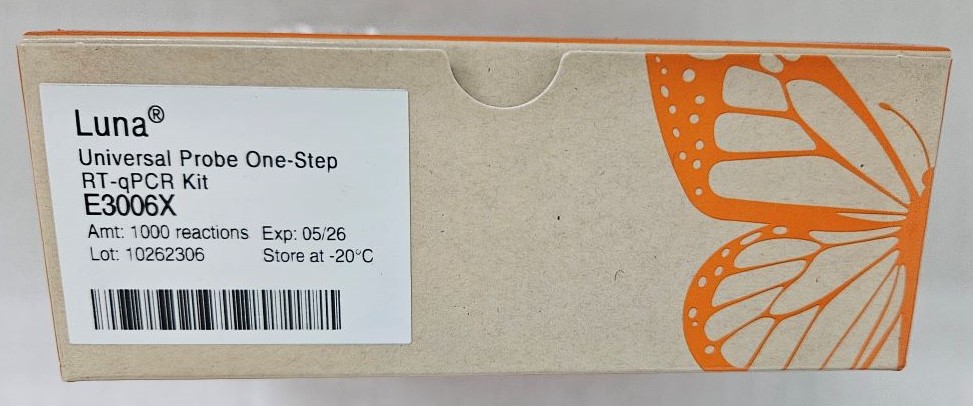 Luna®
Universal Probe One-Step
RT-qPCR Kit
E3006X
Amt: 1000 reactions Exp: 05/26
Lot: 10262306 Store at -20°C